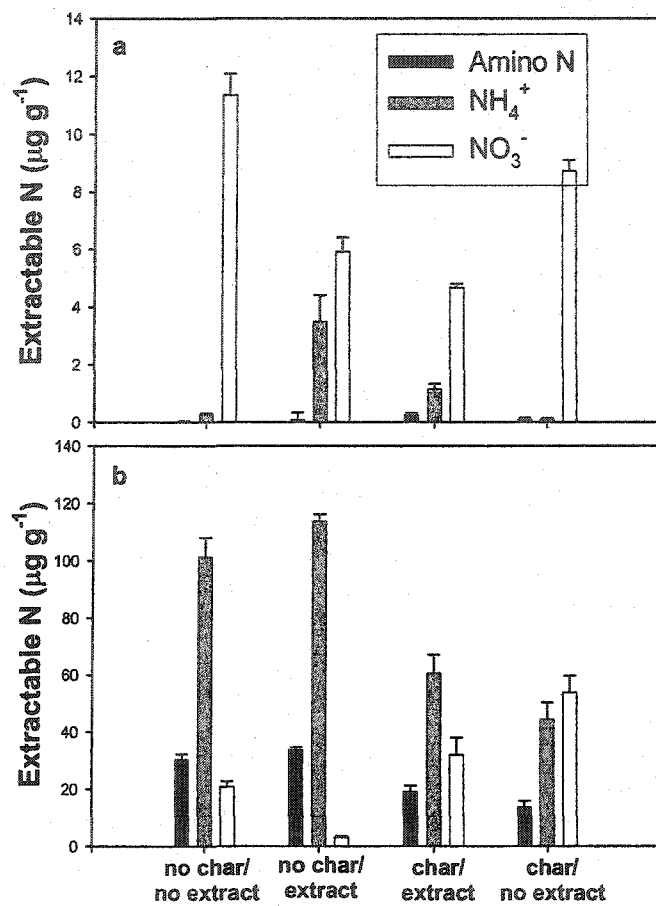 a
Amino N
NH₄⁺
NO₃⁻
Extractable N (µg g⁻¹)
14
12
10
8
6
4
2
0
b
Extractable N (µg g⁻¹)
140
120
100
80
60
40
20
0
no char/
no extract
no char/
extract
char/
extract
char/
no extract